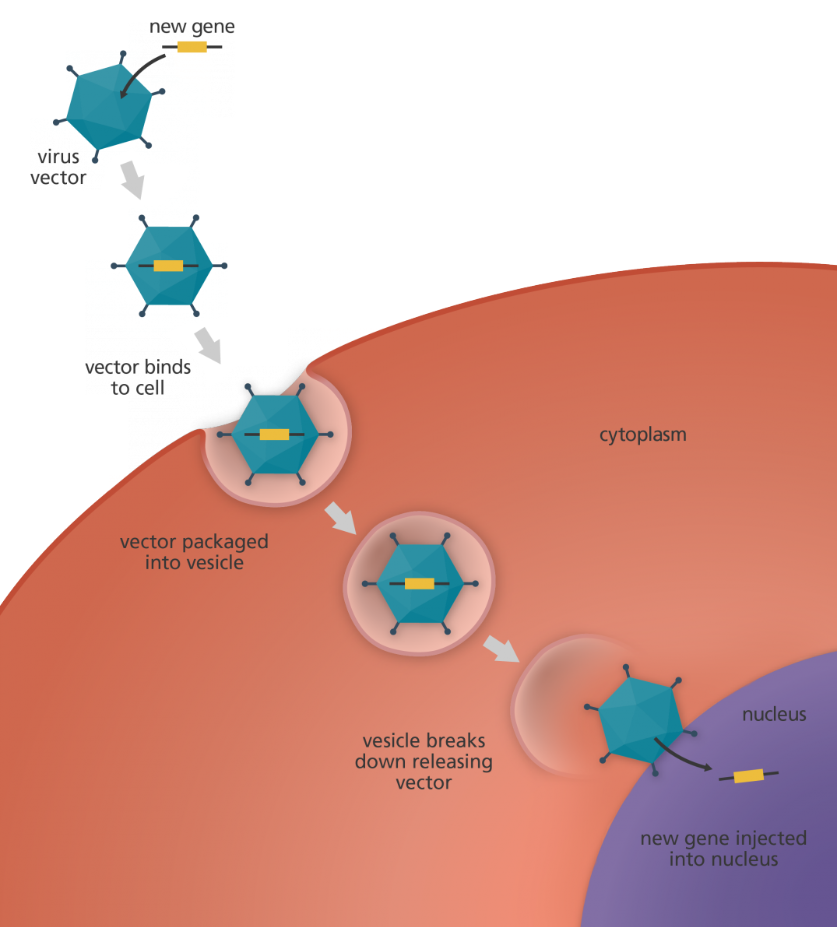 new gene
virus
vector
vector binds
to cell
cytoplasm
vector packaged
into vesicle
nucleus
vesicle breaks
down releasing
vector
new gene injected
into nucleus